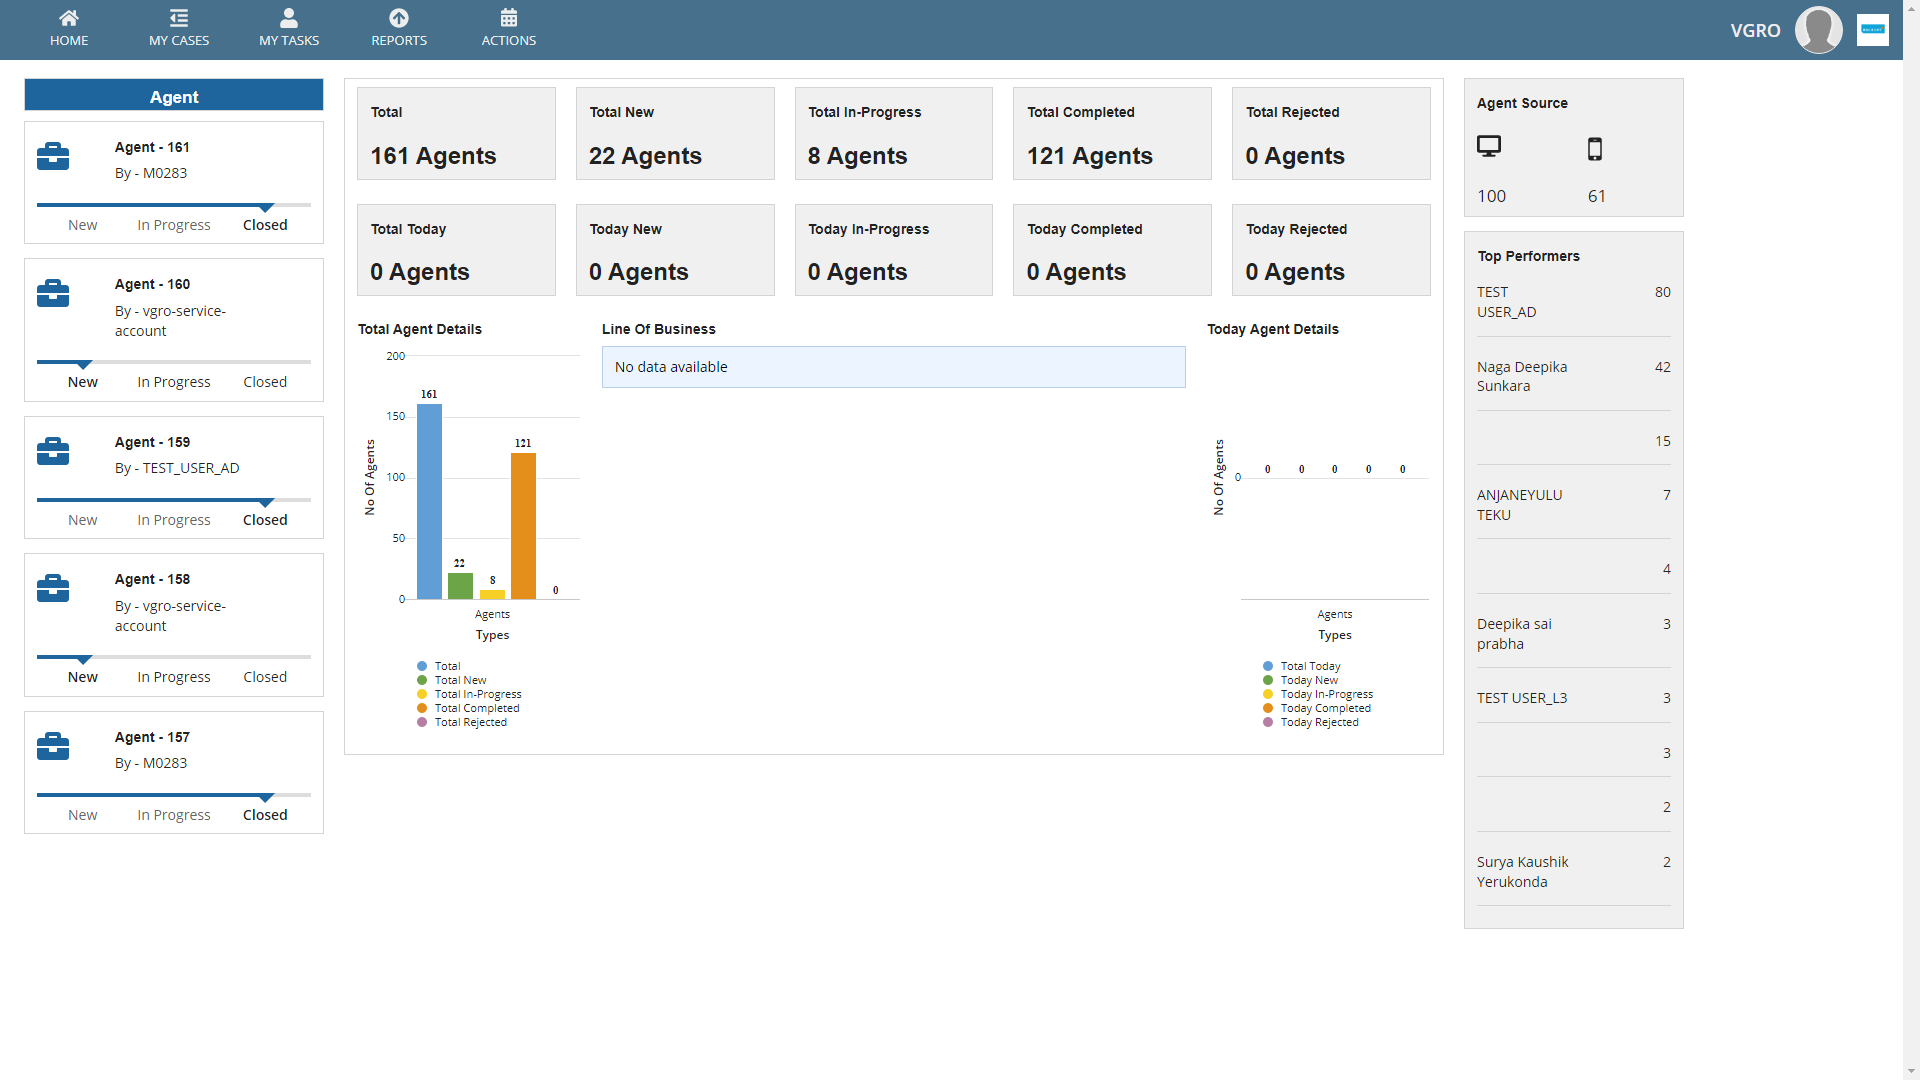 HOME
MY CASES
MY TASKS
REPORTS
ACTIONS
VGRO
Agent
Agent - 161
By - M0283
New In Progress Closed
Agent - 160
By - vgro-service-
account
New In Progress Closed
Agent - 159
By - TEST_USER_AD
New In Progress Closed
Agent - 158
By - vgro-service-
account
New In Progress Closed
Agent - 157
By - M0283
New In Progress Closed
Total
161 Agents
Total New
22 Agents
Total In-Progress
8 Agents
Total Completed
121 Agents
Total Rejected
0 Agents
Total Today
0 Agents
Today New
0 Agents
Today In-Progress
0 Agents
Today Completed
0 Agents
Today Rejected
0 Agents
Total Agent Details
200
150
100
50
0
No Of Agents
161
22
8
121
0
Agents
Types
Total
Total New
Total In-Progress
Total Completed
Total Rejected
Line Of Business
No data available
Today Agent Details
No Of Agents
0
0 0 0 0 0
Agents
Types
Total Today
Today New
Today In-Progress
Today Completed
Today Rejected
Agent Source
100 61
Top Performers
TEST 80
USER_AD
Naga Deepika 42
Sunkara
15
ANJANEYULU 7
TEKU
4
Deepika sai 3
prabha
TEST USER_L3 3
3
2
Surya Kaushik 2
Yerukonda